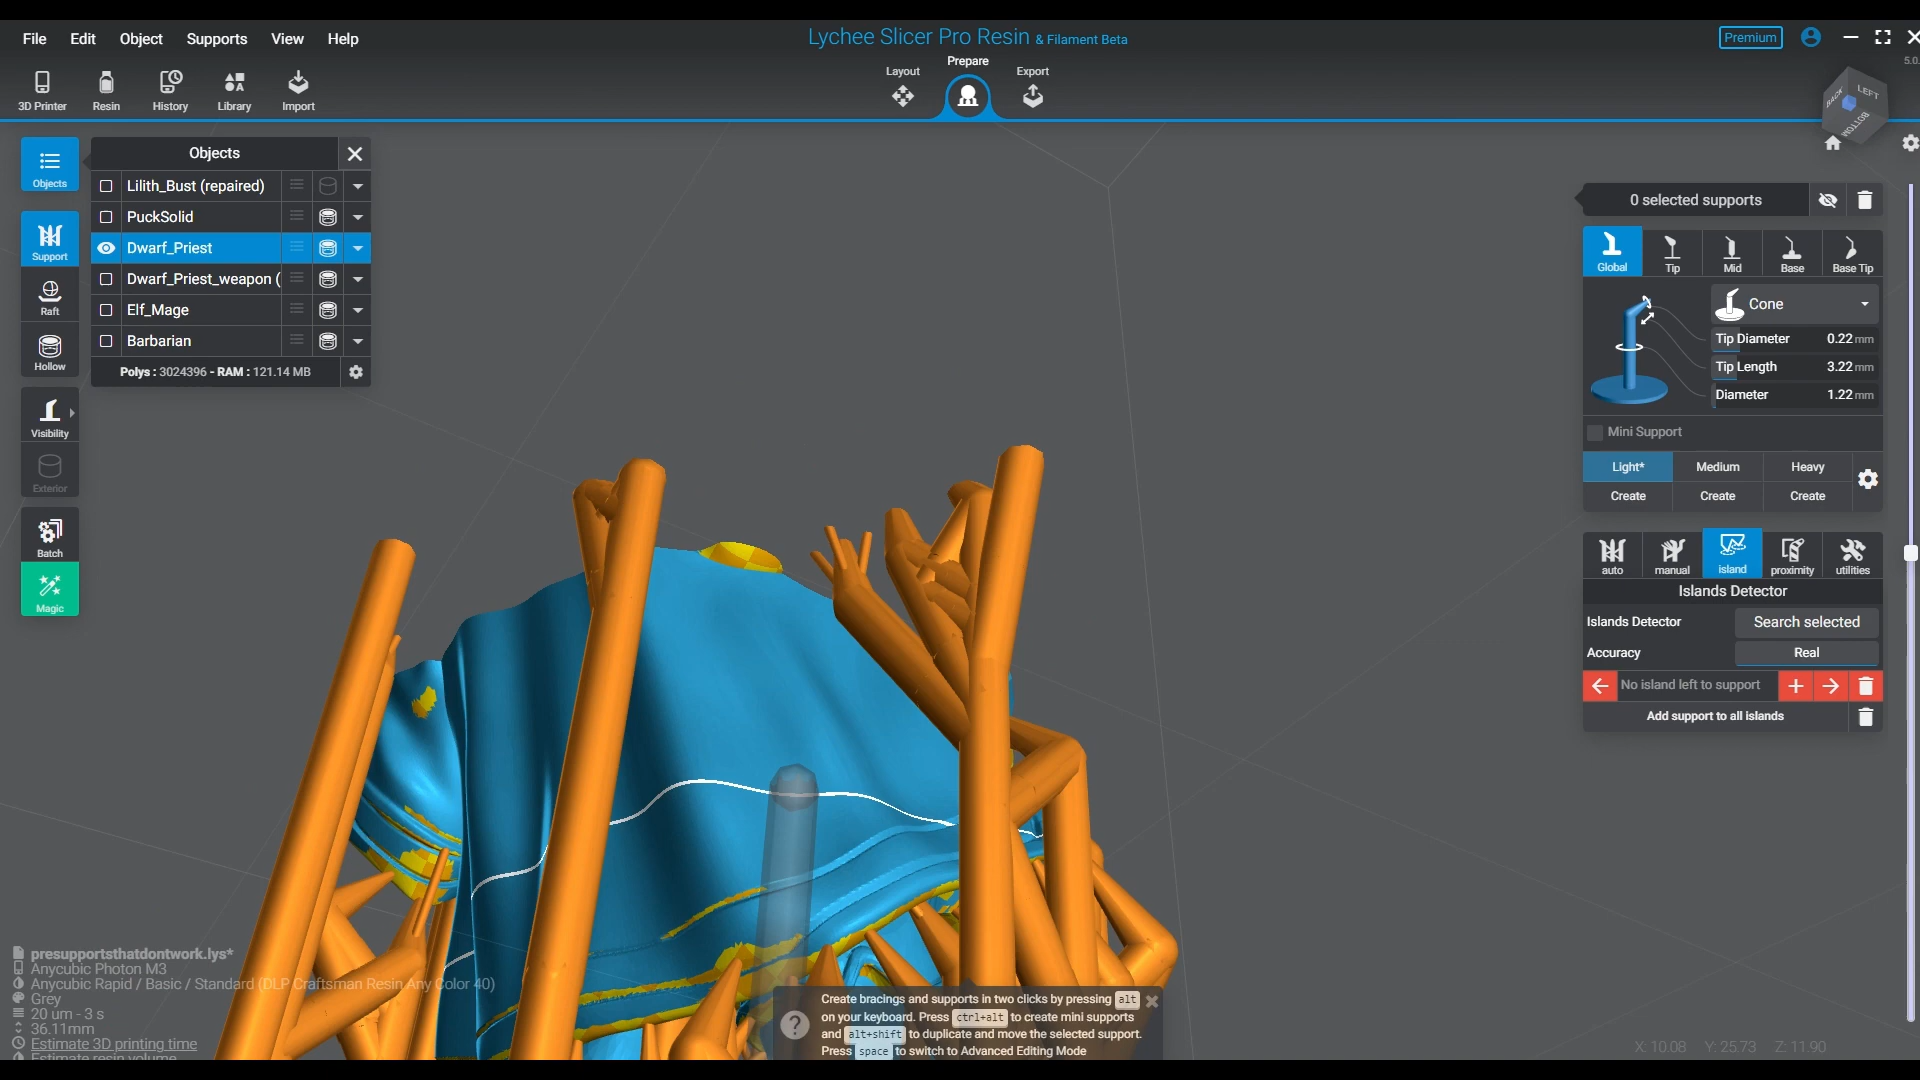 File Edit Object Supports View Help
Lychee Slicer Pro Resin & Filament Beta
Premium
5.0.
3D Printer Resin History Library Import
Layout Prepare Export
BACK LEFT BOTTOM
Objects
Objects
Lilith_Bust (repaired)
PuckSolid
Dwarf_Priest
Dwarf_Priest_weapon (
Elf_Mage
Barbarian
Polys : 3024396 - RAM : 121.14 MB
Support
Raft
Hollow
Visibility
Exterior
Batch
Magic
0 selected supports
Global Tip Mid Base Base Tip
Cone
Tip Diameter 0.22 mm
Tip Length 3.22 mm
Diameter 1.22 mm
Mini Support
Light* Medium Heavy
Create Create Create
auto manual island proximity utilities
Islands Detector
Islands Detector Search selected
Accuracy Real
No island left to support
Add support to all islands
presupportsthatdontwork.lys*
Anycubic Photon M3
Anycubic Rapid / Basic / Standard (DLP Craftsman Resin Any Color 40)
Grey
20 um - 3 s
36.11mm
Estimate 3D printing time
Estimate resin volume
Create bracings and supports in two clicks by pressing alt
on your keyboard. Press ctrl+alt to create mini supports
and alt+shift to duplicate and move the selected support.
Press space to switch to Advanced Editing Mode
X: 10.08 Y: 25.73 Z: 11.90